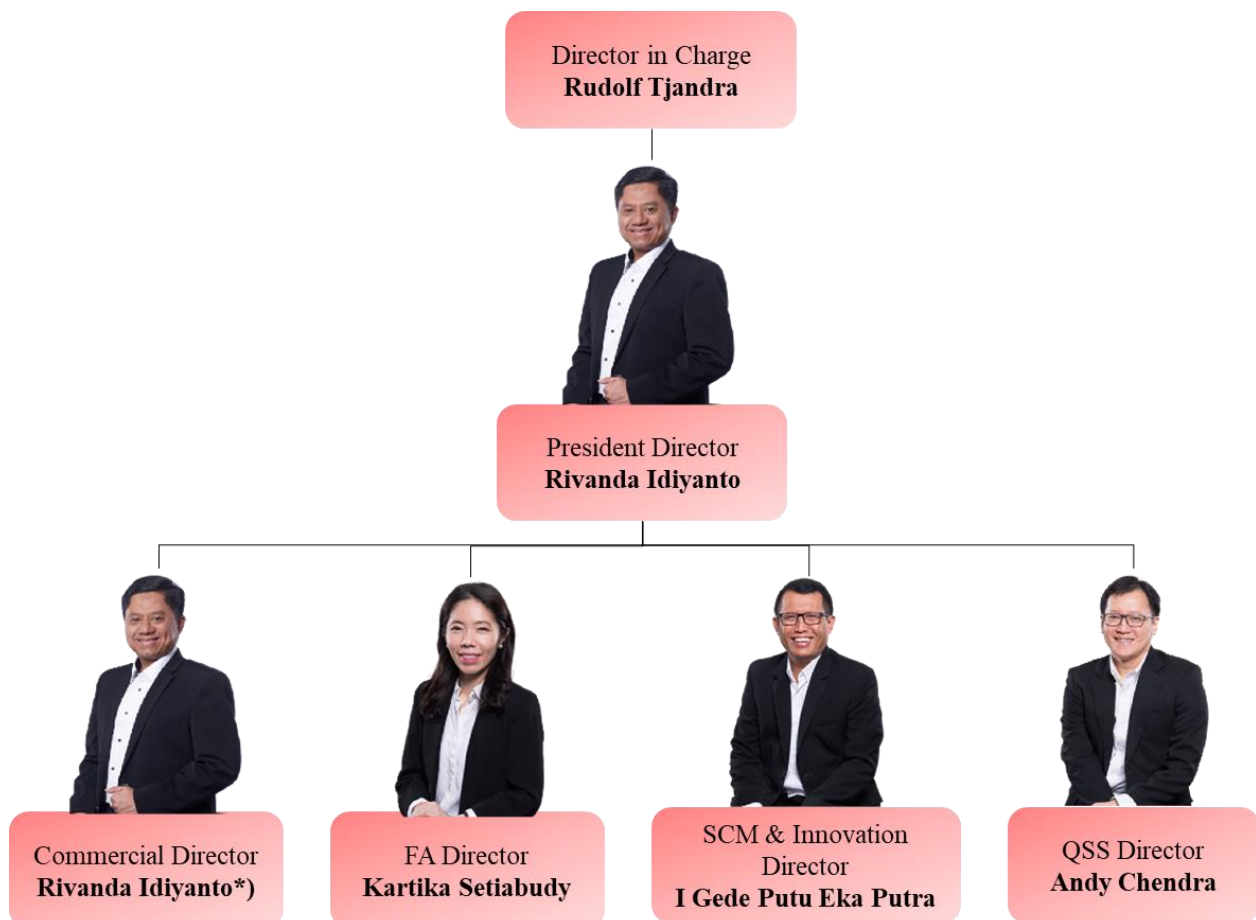 Director in Charge
Rudolf Tjandra
President Director
Rivanda Idiyanto
Commercial Director
Rivanda Idiyanto*)
FA Director
Kartika Setiabudy
SCM & Innovation
Director
I Gede Putu Eka Putra
QSS Director
Andy Chendra